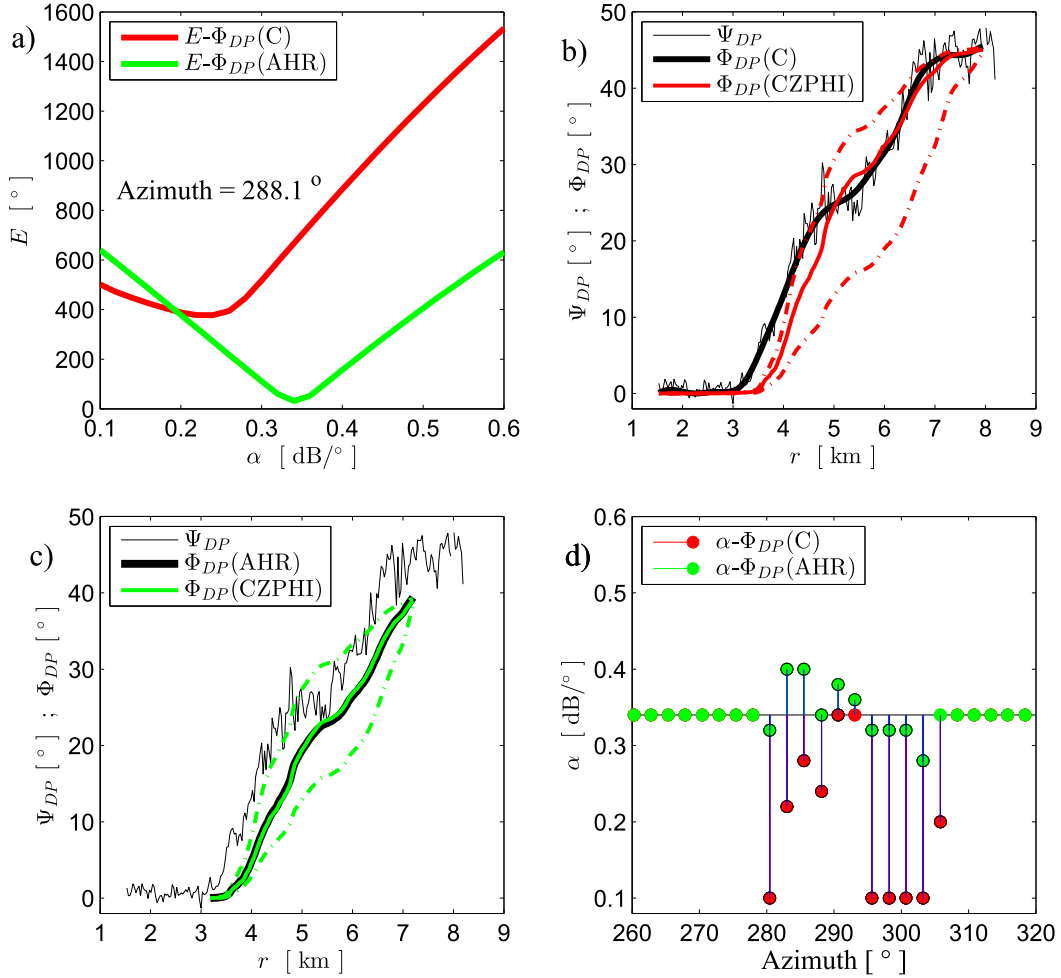 a)
1600
1400
1200
1000
800
600
400
200
0
E [ ° ]
E-Φ_DP(C)
E-Φ_DP(AHR)
Azimuth = 288.1 °
0.1 0.2 0.3 0.4 0.5 0.6
α [ dB/° ]
b)
50
40
30
20
10
0
Ψ_DP [ ° ] ; Φ_DP [ ° ]
Ψ_DP
Φ_DP(C)
Φ_DP(CZPHI)
1 2 3 4 5 6 7 8 9
r [ km ]
c)
50
40
30
20
10
0
Ψ_DP [ ° ] ; Φ_DP [ ° ]
Ψ_DP
Φ_DP(AHR)
Φ_DP(CZPHI)
1 2 3 4 5 6 7 8 9
r [ km ]
d)
0.6
0.5
0.4
0.3
0.2
0.1
α [ dB/° ]
α-Φ_DP(C)
α-Φ_DP(AHR)
260 270 280 290 300 310 320
Azimuth [ ° ]